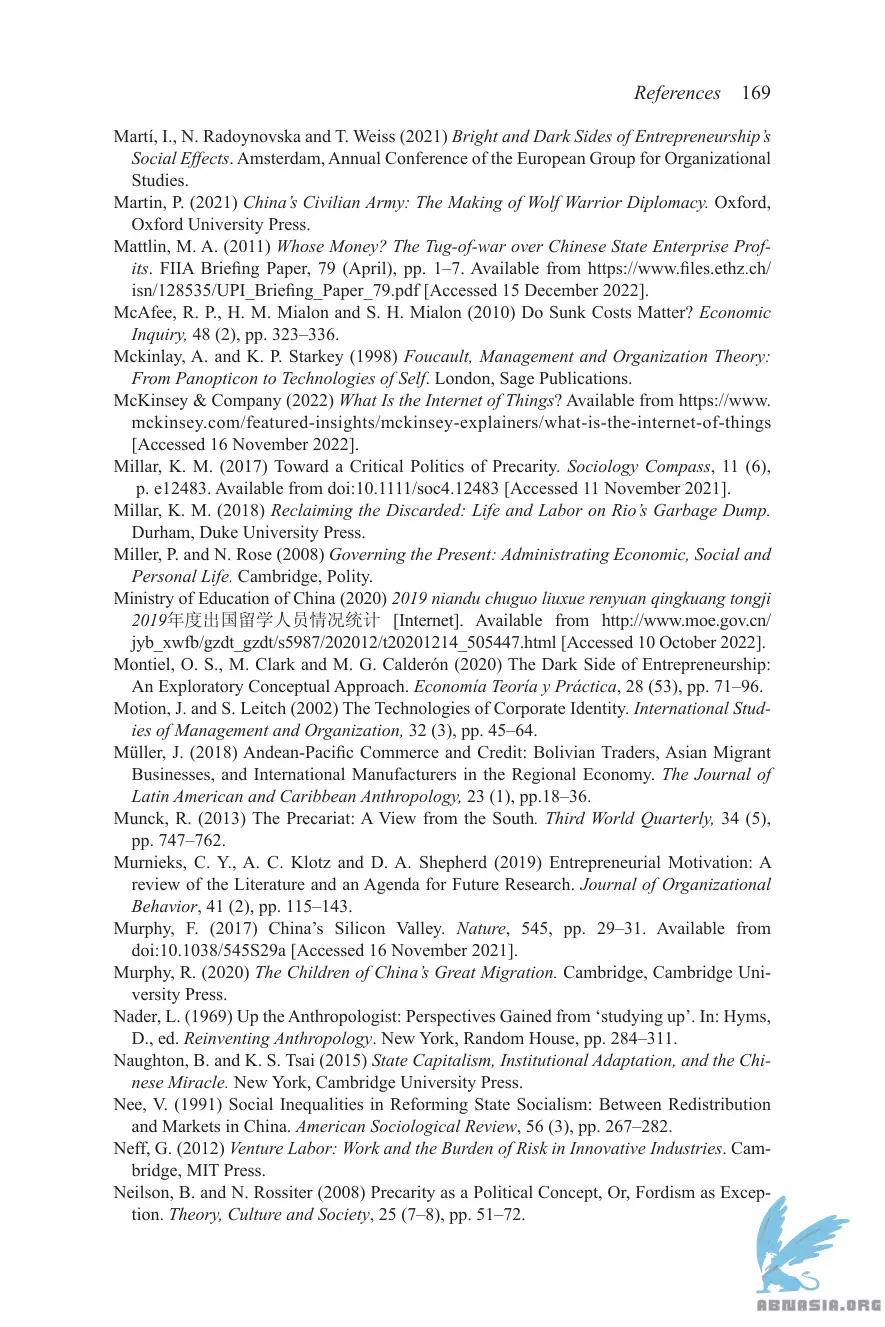 References 169
Martí, I., N. Radoynovska and T. Weiss (2021) Bright and Dark Sides of Entrepreneurship’s
Social Effects. Amsterdam, Annual Conference of the European Group for Organizational
Studies.
Martin, P. (2021) China’s Civilian Army: The Making of Wolf Warrior Diplomacy. Oxford,
Oxford University Press.
Mattlin, M. A. (2011) Whose Money? The Tug-of-war over Chinese State Enterprise Prof-
its. FIIA Briefing Paper, 79 (April), pp. 1–7. Available from https://www.files.ethz.ch/
isn/128535/UPI_Briefing_Paper_79.pdf [Accessed 15 December 2022].
McAfee, R. P., H. M. Mialon and S. H. Mialon (2010) Do Sunk Costs Matter? Economic
Inquiry, 48 (2), pp. 323–336.
Mckinlay, A. and K. P. Starkey (1998) Foucault, Management and Organization Theory:
From Panopticon to Technologies of Self. London, Sage Publications.
McKinsey & Company (2022) What Is the Internet of Things? Available from https://www.
mckinsey.com/featured-insights/mckinsey-explainers/what-is-the-internet-of-things
[Accessed 16 November 2022].
Millar, K. M. (2017) Toward a Critical Politics of Precarity. Sociology Compass, 11 (6),
p. e12483. Available from doi:10.1111/soc4.12483 [Accessed 11 November 2021].
Millar, K. M. (2018) Reclaiming the Discarded: Life and Labor on Rio’s Garbage Dump.
Durham, Duke University Press.
Miller, P. and N. Rose (2008) Governing the Present: Administrating Economic, Social and
Personal Life. Cambridge, Polity.
Ministry of Education of China (2020) 2019 niandu chuguo liuxue renyuan qingkuang tongji
2019年度出国留学人员情况统计 [Internet]. Available from http://www.moe.gov.cn/
jyb_xwfb/gzdt_gzdt/s5987/202012/t20201214_505447.html [Accessed 10 October 2022].
Montiel, O. S., M. Clark and M. G. Calderón (2020) The Dark Side of Entrepreneurship:
An Exploratory Conceptual Approach. Economía Teoría y Práctica, 28 (53), pp. 71–96.
Motion, J. and S. Leitch (2002) The Technologies of Corporate Identity. International Stud-
ies of Management and Organization, 32 (3), pp. 45–64.
Müller, J. (2018) Andean-Pacific Commerce and Credit: Bolivian Traders, Asian Migrant
Businesses, and International Manufacturers in the Regional Economy. The Journal of
Latin American and Caribbean Anthropology, 23 (1), pp.18–36.
Munck, R. (2013) The Precariat: A View from the South. Third World Quarterly, 34 (5),
pp. 747–762.
Murnieks, C. Y., A. C. Klotz and D. A. Shepherd (2019) Entrepreneurial Motivation: A
review of the Literature and an Agenda for Future Research. Journal of Organizational
Behavior, 41 (2), pp. 115–143.
Murphy, F. (2017) China’s Silicon Valley. Nature, 545, pp. 29–31. Available from
doi:10.1038/545S29a [Accessed 16 November 2021].
Murphy, R. (2020) The Children of China’s Great Migration. Cambridge, Cambridge Uni-
versity Press.
Nader, L. (1969) Up the Anthropologist: Perspectives Gained from ‘studying up’. In: Hyms,
D., ed. Reinventing Anthropology. New York, Random House, pp. 284–311.
Naughton, B. and K. S. Tsai (2015) State Capitalism, Institutional Adaptation, and the Chi-
nese Miracle. New York, Cambridge University Press.
Nee, V. (1991) Social Inequalities in Reforming State Socialism: Between Redistribution
and Markets in China. American Sociological Review, 56 (3), pp. 267–282.
Neff, G. (2012) Venture Labor: Work and the Burden of Risk in Innovative Industries. Cam-
bridge, MIT Press.
Neilson, B. and N. Rossiter (2008) Precarity as a Political Concept, Or, Fordism as Excep-
tion. Theory, Culture and Society, 25 (7–8), pp. 51–72.
ABNASIA.ORG